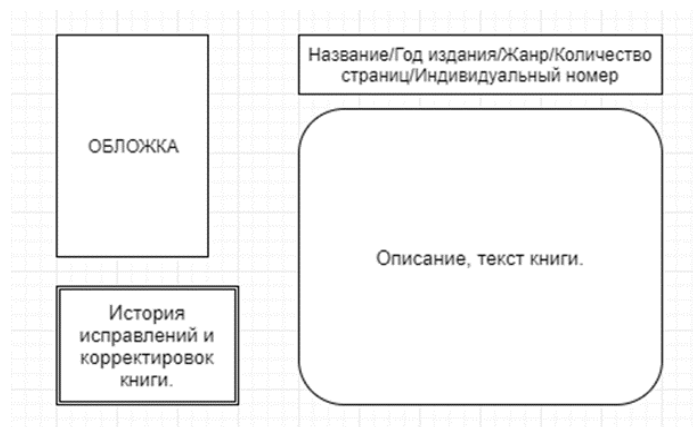 ОБЛОЖКА
История
исправлений и
корректировок
книги.
Название/Год издания/Жанр/Количество
страниц/Индивидуальный номер
Описание, текст книги.